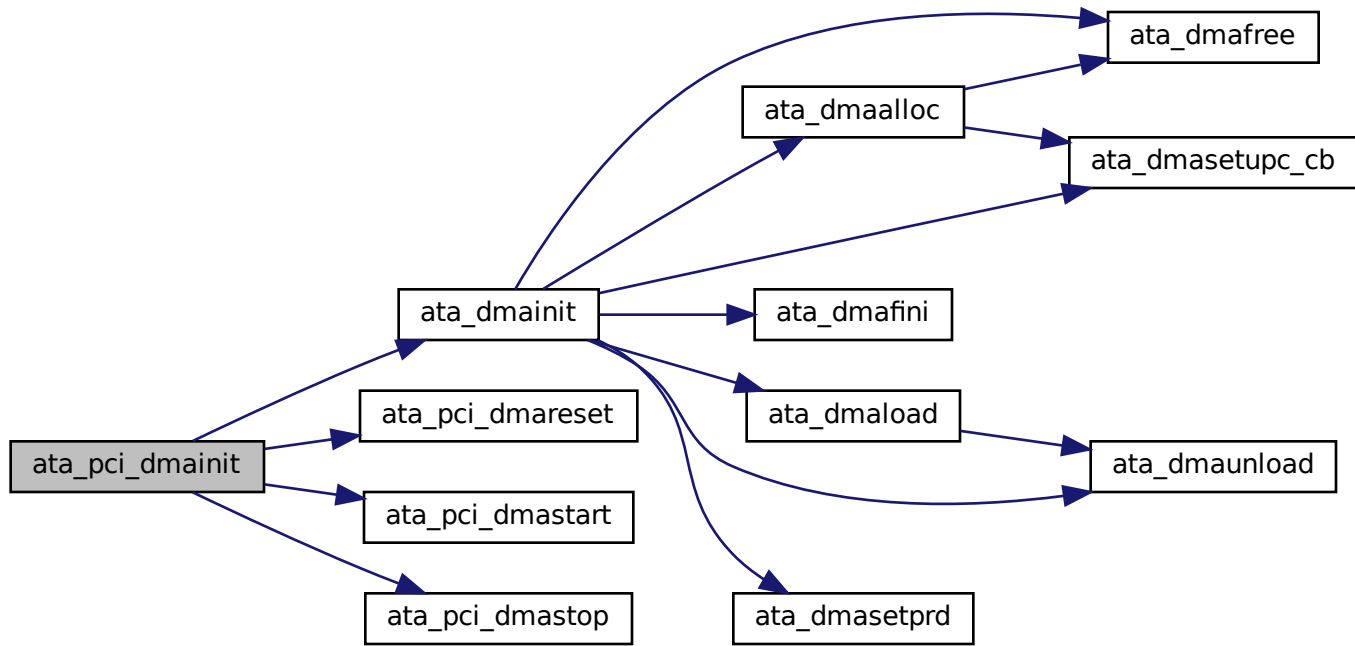 ata_dmafree
ata_dmaalloc
ata_dmasetupc_cb
ata_dmainit
ata_dmafini
ata_pci_dmareset
ata_dmaload
ata_pci_dmainit
ata_dmaunload
ata_pci_dmastart
ata_pci_dmastop
ata_dmasetprd